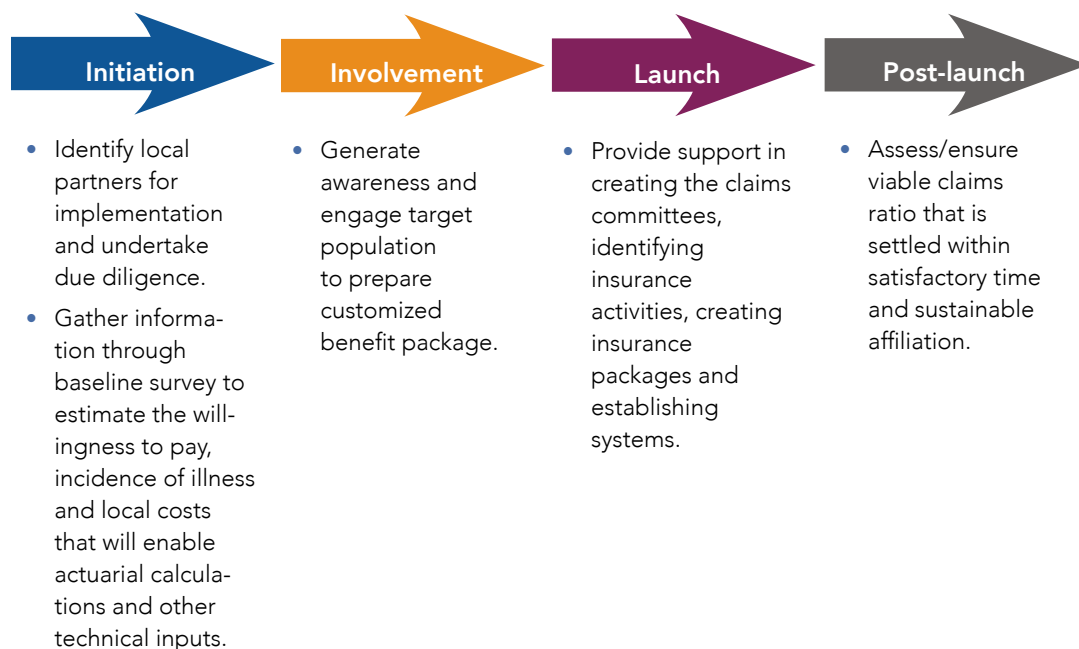 Initiation
Identify local
partners for
implementation
and undertake
due diligence.
Gather informa-
tion through
baseline survey to
estimate the will-
ingness to pay,
incidence of illness
and local costs
that will enable
actuarial calcula-
tions and other
technical inputs.
Involvement
Generate
awareness and
engage target
population
to prepare
customized
benefit package.
Launch
Provide support in
creating the claims
committees,
identifying
insurance
activities, creating
insurance
packages and
establishing
systems.
Post-launch
Assess/ensure
viable claims
ratio that is
settled within
satisfactory time
and sustainable
affiliation.